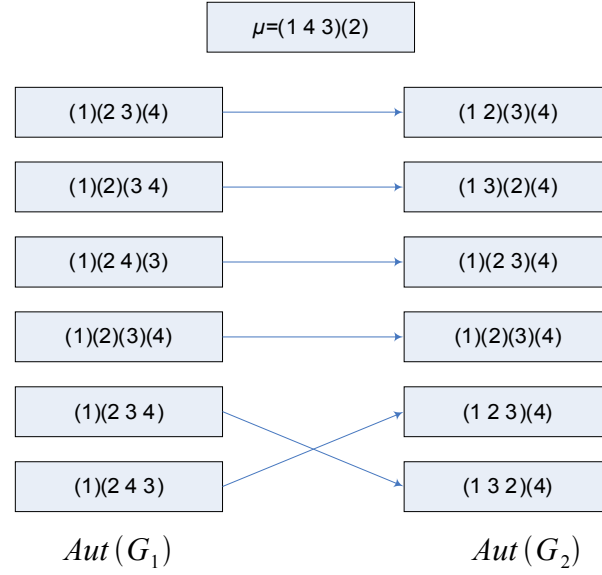 μ=(1 4 3)(2)
(1)(2 3)(4) (1 2)(3)(4)
(1)(2)(3 4) (1 3)(2)(4)
(1)(2 4)(3) (1)(2 3)(4)
(1)(2)(3)(4) (1)(2)(3)(4)
(1)(2 3 4) (1 2 3)(4)
(1)(2 4 3) (1 3 2)(4)
Aut(G₁) Aut(G₂)